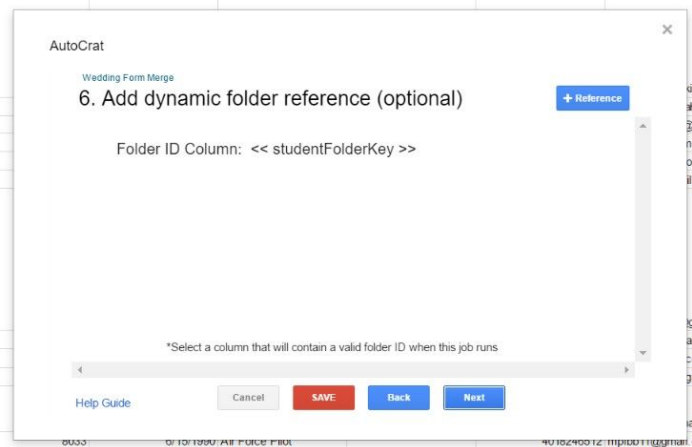 ×
AutoCrat
Wedding Form Merge
6. Add dynamic folder reference (optional)
+ Reference
Folder ID Column: << studentFolderKey >>
*Select a column that will contain a valid folder ID when this job runs
Help Guide
Cancel
SAVE
Back
Next
8033 6/15/1990 Air Force Pilot 4018246512